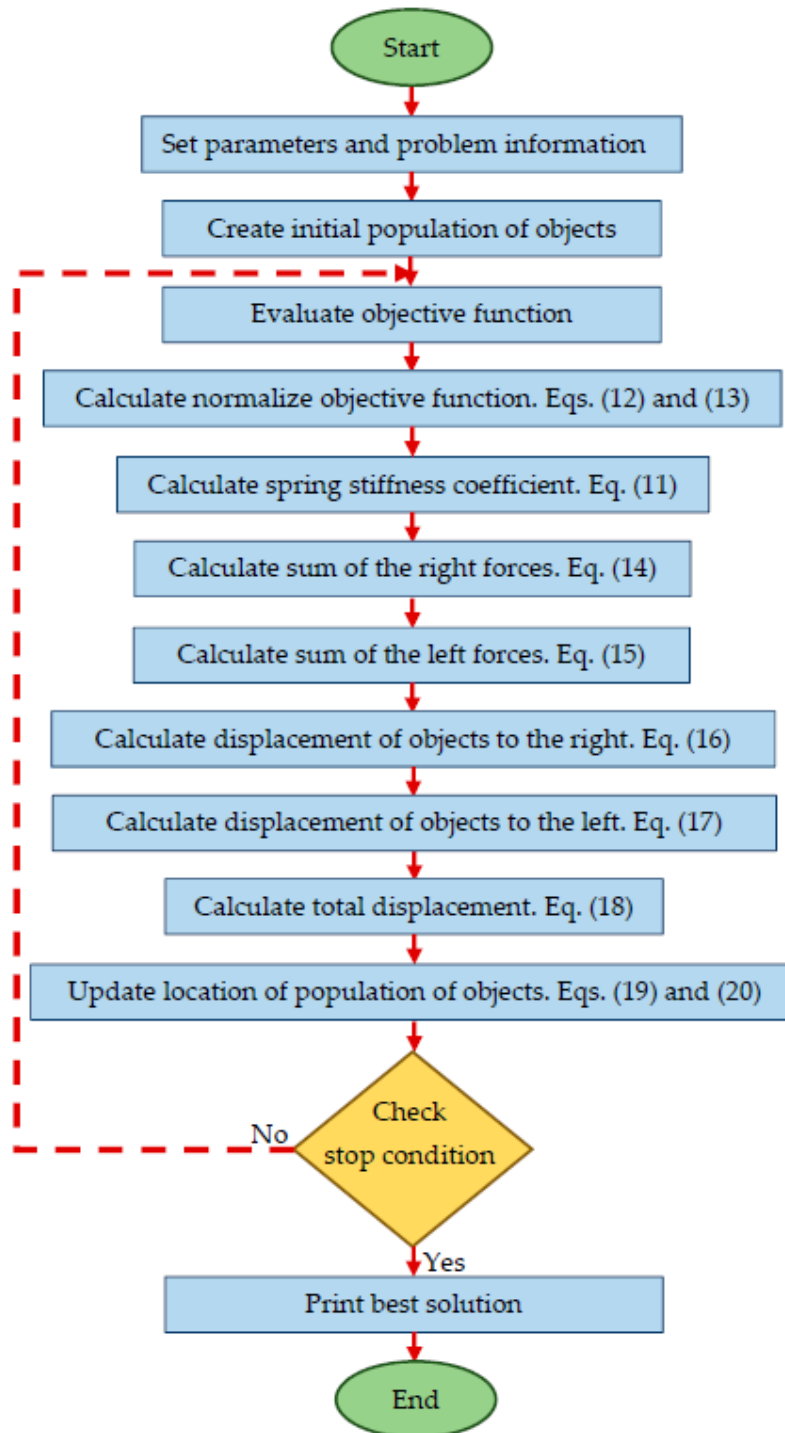 Start
Set parameters and problem information
Create initial population of objects
Evaluate objective function
Calculate normalize objective function. Eqs. (12) and (13)
Calculate spring stiffness coefficient. Eq. (11)
Calculate sum of the right forces. Eq. (14)
Calculate sum of the left forces. Eq. (15)
Calculate displacement of objects to the right. Eq. (16)
Calculate displacement of objects to the left. Eq. (17)
Calculate total displacement. Eq. (18)
Update location of population of objects. Eqs. (19) and (20)
Check
stop condition
No
Yes
Print best solution
End